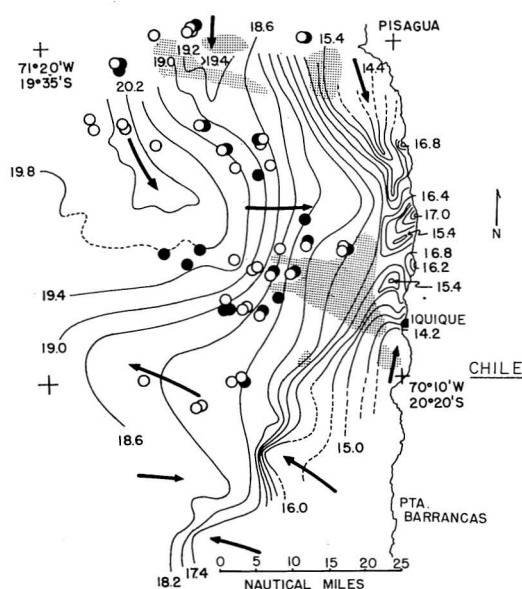 PISAGUA
18.6
15.4
19.2
19.0
>19.4
14.4
71°20'W
19°35'S
20.2
16.8
19.8
16.4
17.0
15.4
N
16.8
16.2
15.4
19.4
IQUIQUE
14.2
19.0
CHILE
70°10'W
20°20'S
18.6
15.0
16.0
PTA.
BARRANCAS
18.2
17.4
0 5 10 15 20 25
NAUTICAL MILES